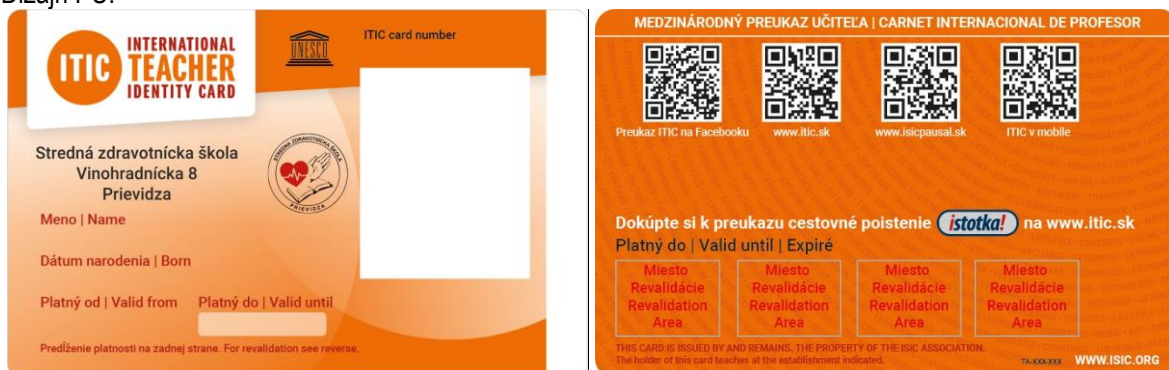 INTERNATIONAL
ITIC TEACHER
IDENTITY CARD
UNESCO
ITIC card number
Stredná zdravotnícka škola
Vinohradnícka 8
Prievidza
STREDNÁ ZDRAVOTNÍCKA ŠKOLA
PRIEVIDZA
Meno | Name
Dátum narodenia | Born
Platný od | Valid from Platný do | Valid until
Predĺženie platnosti na zadnej strane. For revalidation see reverse.
MEDZINÁRODNÝ PREUKAZ UČITEĽA | CARNET INTERNACIONAL DE PROFESOR
Preukaz ITIC na Facebooku www.itic.sk www.isicpausal.sk ITIC v mobile
Dokúpte si k preukazu cestovné poistenie istotka! na www.itic.sk
Platný do | Valid until | Expiré
Miesto Miesto Miesto Miesto
Revalidácie Revalidácie Revalidácie Revalidácie
Revalidation Revalidation Revalidation Revalidation
Area Area Area Area
THIS CARD IS ISSUED BY AND REMAINS. THE PROPERTY OF THE ISIC ASSOCIATION.
The holder of this card teaches at the establishment indicated.
TA-XXX-XXX WWW.ISIC.ORG